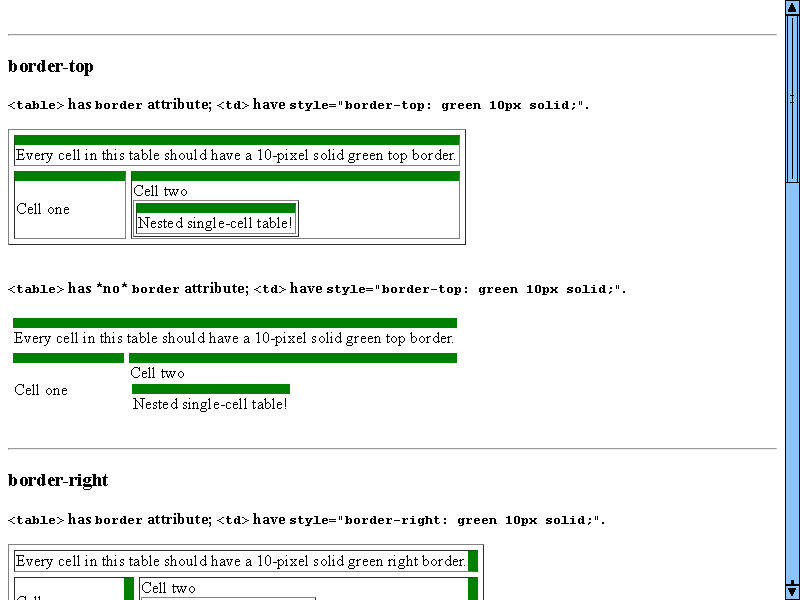 border-top
<table> has border attribute; <td> have style="border-top: green 10px solid;".
Every cell in this table should have a 10-pixel solid green top border.
Cell one
Cell two
Nested single-cell table!
<table> has *no* border attribute; <td> have style="border-top: green 10px solid;".
Every cell in this table should have a 10-pixel solid green top border.
Cell one
Cell two
Nested single-cell table!
border-right
<table> has border attribute; <td> have style="border-right: green 10px solid;".
Every cell in this table should have a 10-pixel solid green right border.
Cell two